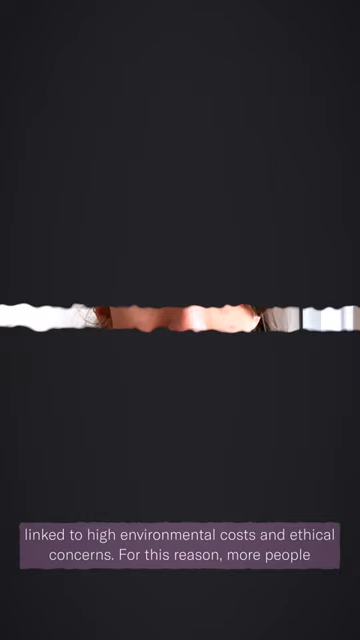 linked to high environmental costs and ethical
concerns. For this reason, more people